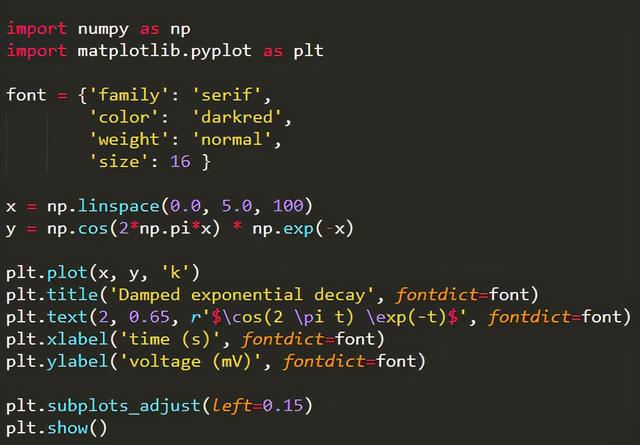 import numpy as np
import matplotlib.pyplot as plt
font = {'family': 'serif',
'color':  'darkred',
'weight': 'normal',
'size': 16 }
x = np.linspace(0.0, 5.0, 100)
y = np.cos(2*np.pi*x) * np.exp(-x)
plt.plot(x, y, 'k')
plt.title('Damped exponential decay', fontdict=font)
plt.text(2, 0.65, r'$\cos(2 \pi t) \exp(-t)$', fontdict=font)
plt.xlabel('time (s)', fontdict=font)
plt.ylabel('voltage (mV)', fontdict=font)
plt.subplots_adjust(left=0.15)
plt.show()